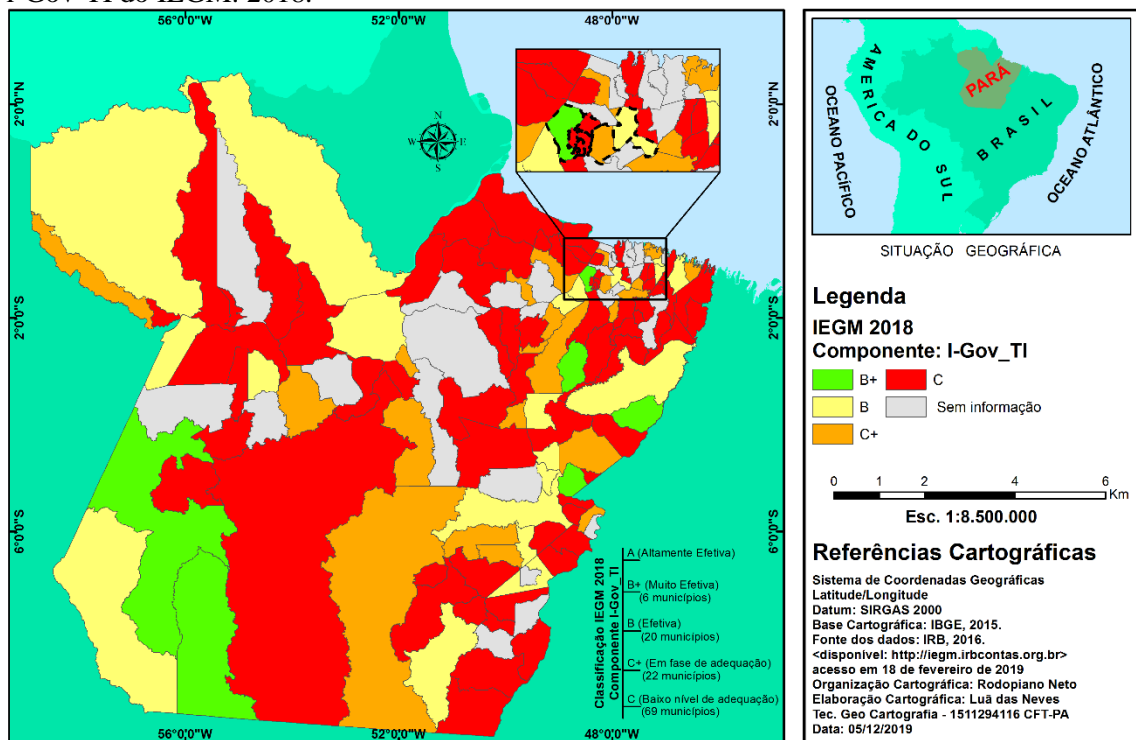 i-Gov TI do IEGM. 2018.
56°0'0"W
52°0'0"W
48°0'0"W
2°0'0"N
2°0'0"N
2°0'0"S
2°0'0"S
6°0'0"S
6°0'0"S
N
W
E
S
56°0'0"W
52°0'0"W
48°0'0"W
Classificação IEGM 2018
Componente I-Gov_TI
A (Altamente Efetiva)
B+ (Muito Efetiva)
(6 municípios)
B (Efetiva)
(20 municípios)
C+ (Em fase de adequação)
(22 municípios)
C (Baixo nível de adequação)
(69 municípios)
OCEANO PACÍFICO
AMERICA DO SUL
PARÁ
BRASIL
OCEANO ATLÂNTICO
SITUAÇÃO GEOGRÁFICA
Legenda
IEGM 2018
Componente: I-Gov_TI
B+
C
B
Sem informação
C+
0 1 2 4 6
Km
Esc. 1:8.500.000
Referências Cartográficas
Sistema de Coordenadas Geográficas
Latitude/Longitude
Datum: SIRGAS 2000
Base Cartográfica: IBGE, 2015.
Fonte dos dados: IRB, 2016.
<disponivel: http://iegm.irbcontas.org.br>
acesso em 18 de fevereiro de 2019
Organização Cartográfica: Rodopiano Neto
Elaboração Cartográfica: Luã das Neves
Tec. Geo Cartografia - 1511294116 CFT-PA
Data: 05/12/2019